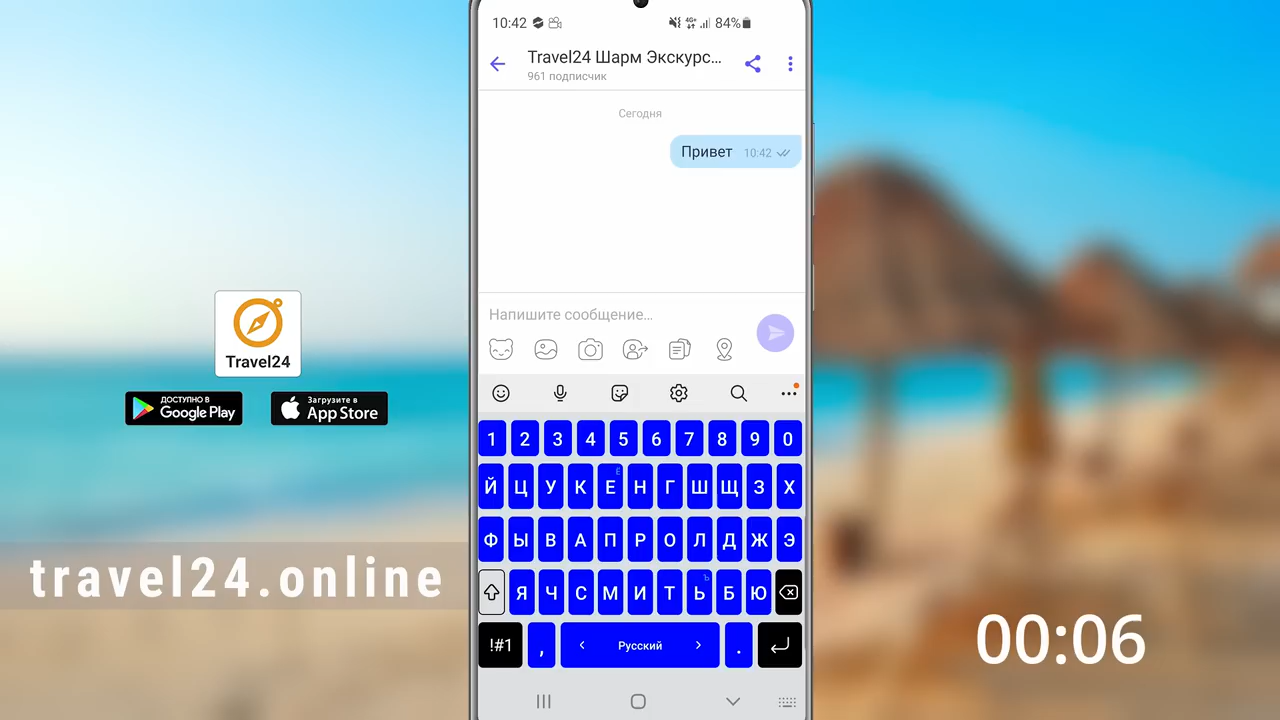 10:42
4G+
84%
Travel24 Шарм Экскурс...
961 подписчик
Сегодня
Привет 10:42
Напишите сообщение...
1 2 3 4 5 6 7 8 9 0
Й Ц У К Е Ё Н Г Ш Щ З Х
Ф Ы В А П Р О Л Д Ж Э
Я Ч С М И Т Ь Ъ Б Ю
!#1 , < Русский > .
Travel24
ДОСТУПНО В
Google Play
Загрузите в
App Store
travel24.online
00:06